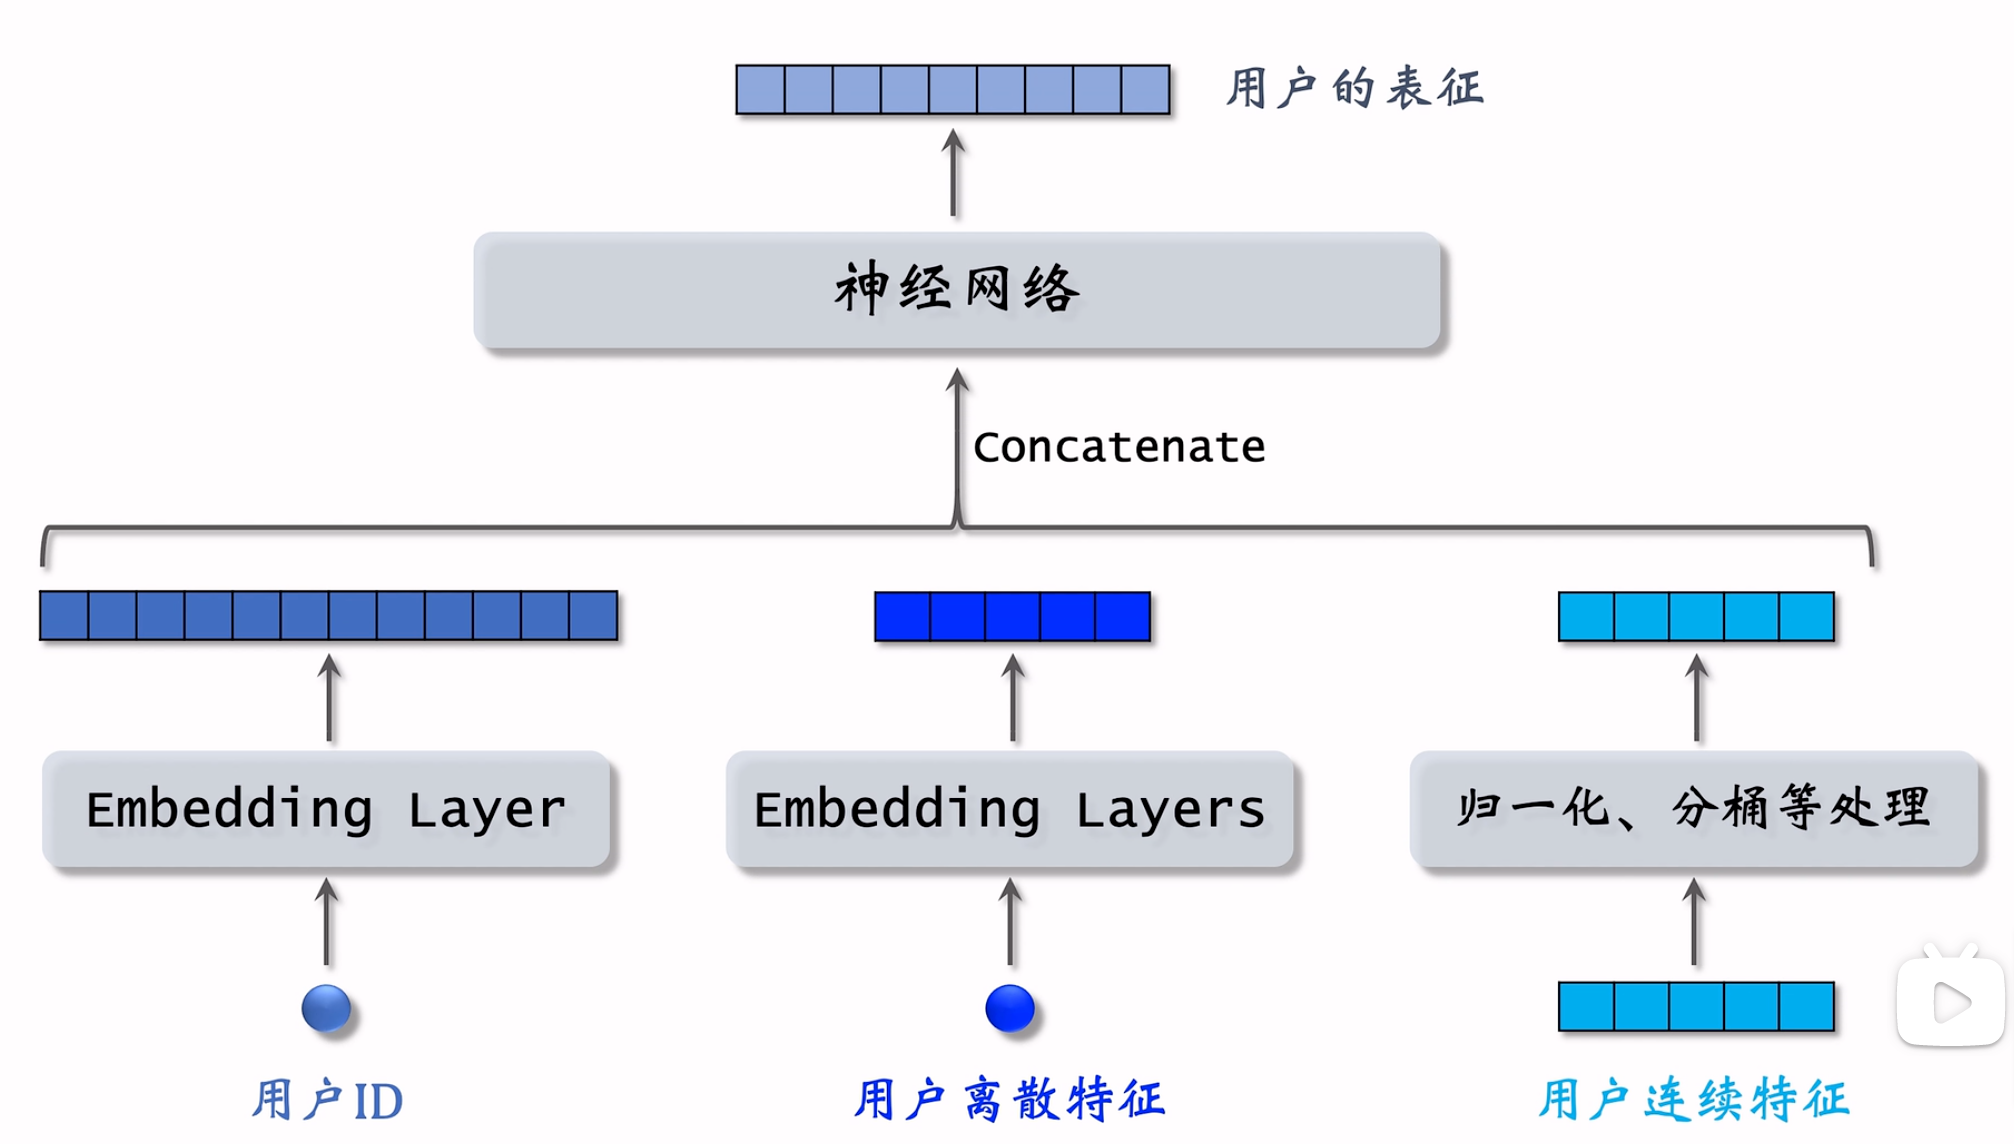 用户的表征
神经网络
Concatenate
Embedding Layer
Embedding Layers
归一化、分桶等处理
用户ID
用户离散特征
用户连续特征